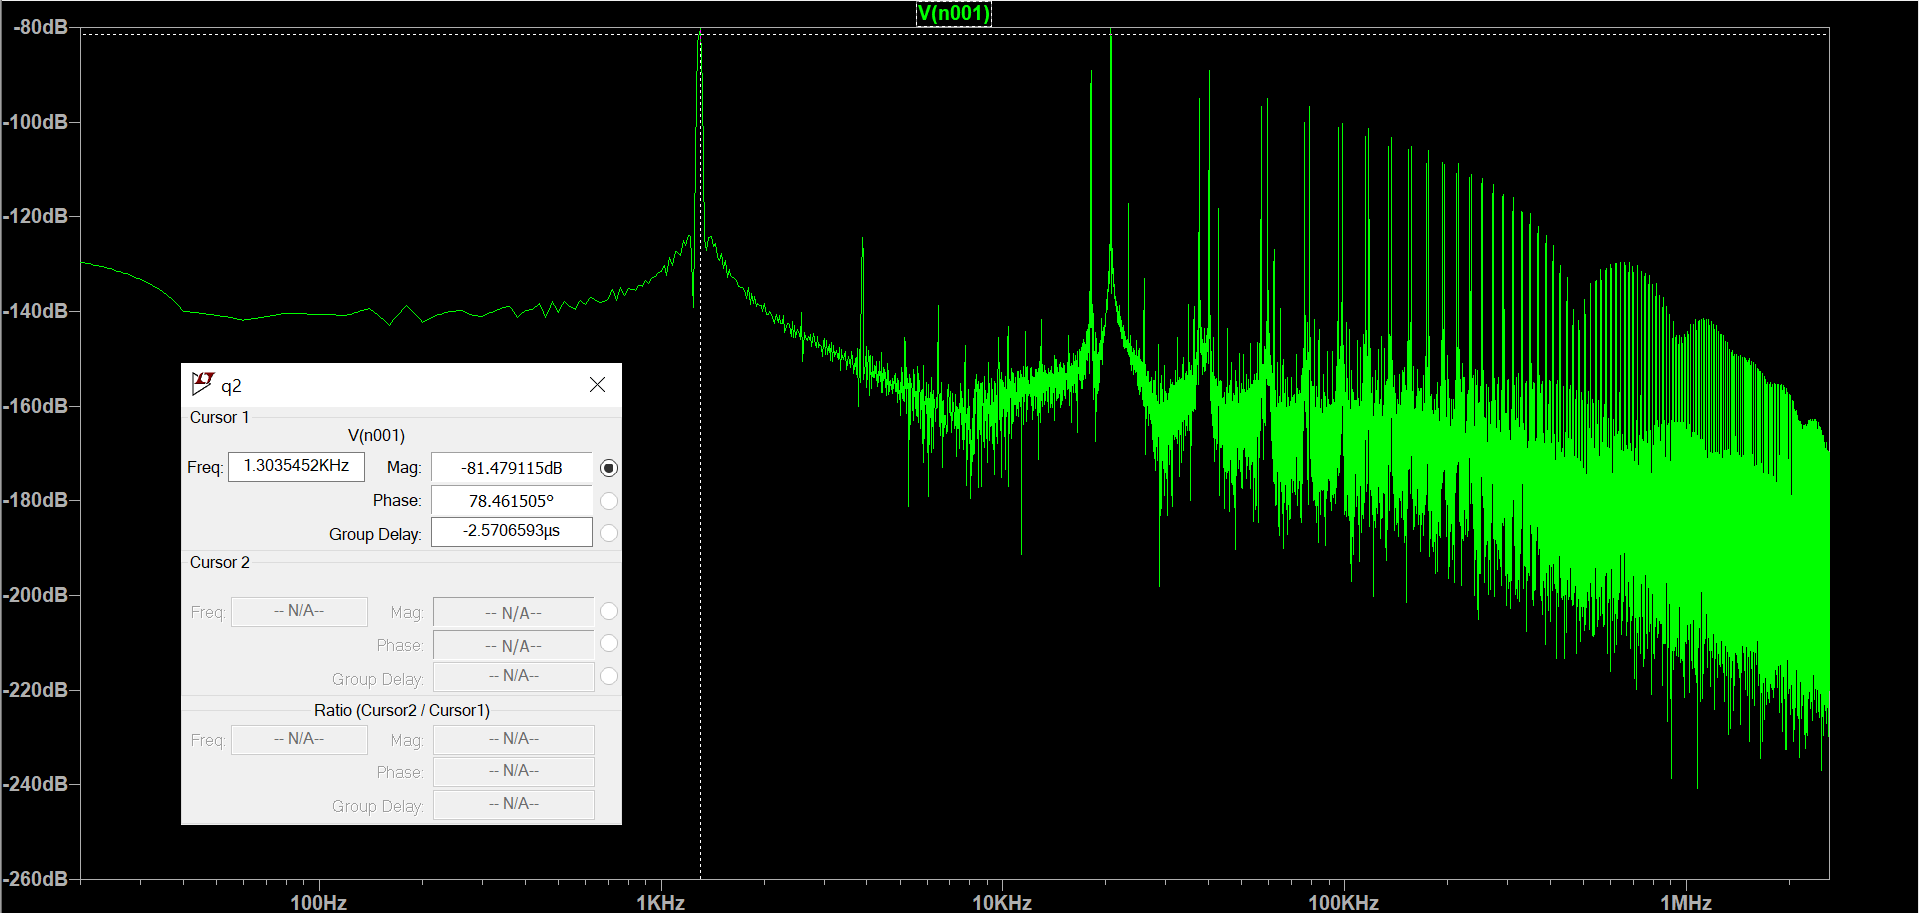 V(n001)
-80dB
-100dB
-120dB
-140dB
-160dB
-180dB
-200dB
-220dB
-240dB
-260dB
q2
Cursor 1
V(n001)
Freq: 1.3035452KHz Mag: -81.479115dB
Phase: 78.461505°
Group Delay: -2.5706593µs
Cursor 2
Freq: -- N/A-- Mag: -- N/A--
Phase: -- N/A--
Group Delay: -- N/A--
Ratio (Cursor2 / Cursor1)
Freq: -- N/A-- Mag: -- N/A--
Phase: -- N/A--
Group Delay: -- N/A--
100Hz 1KHz 10KHz 100KHz 1MHz